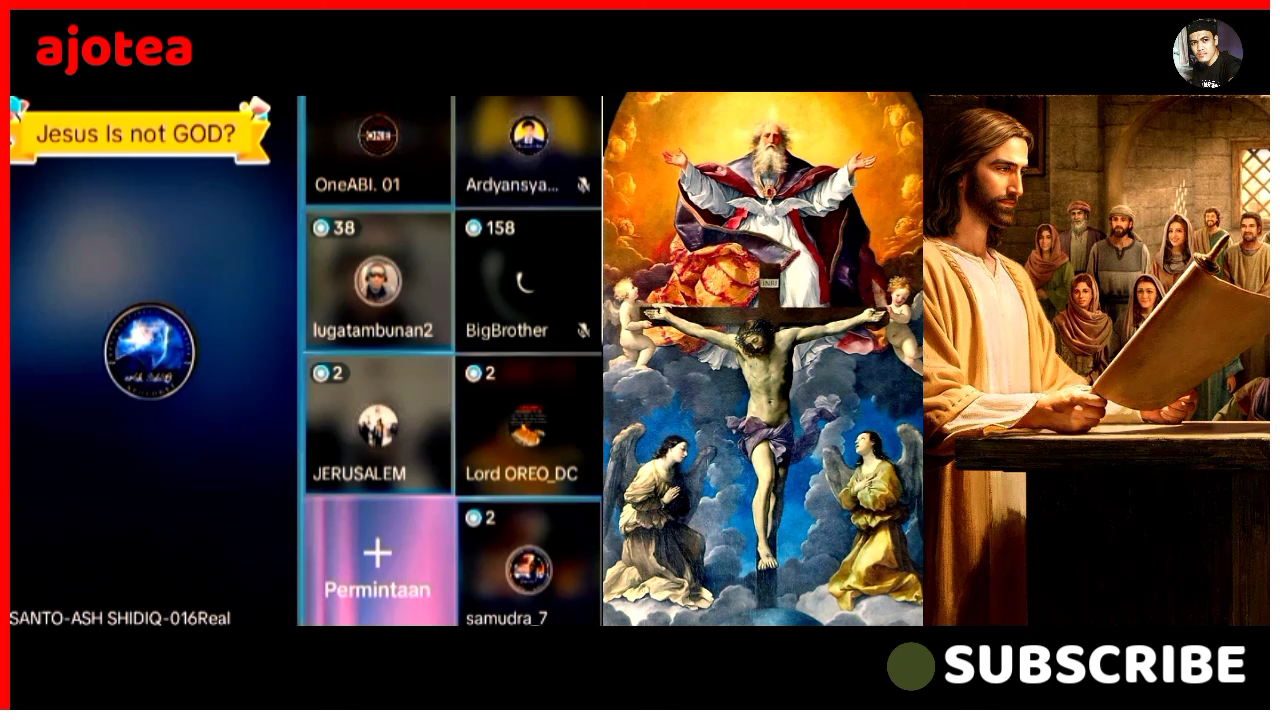 ajotea
Jesus Is not GOD?
ONE
OneABI. 01
Ardyansya...
38
158
lugatambunan2
BigBrother
2
2
JERUSALEM
Lord OREO_DC
2
Permintaan
SANTO-ASH SHIDIQ-016Real
samudra_7
INRI
SUBSCRIBE